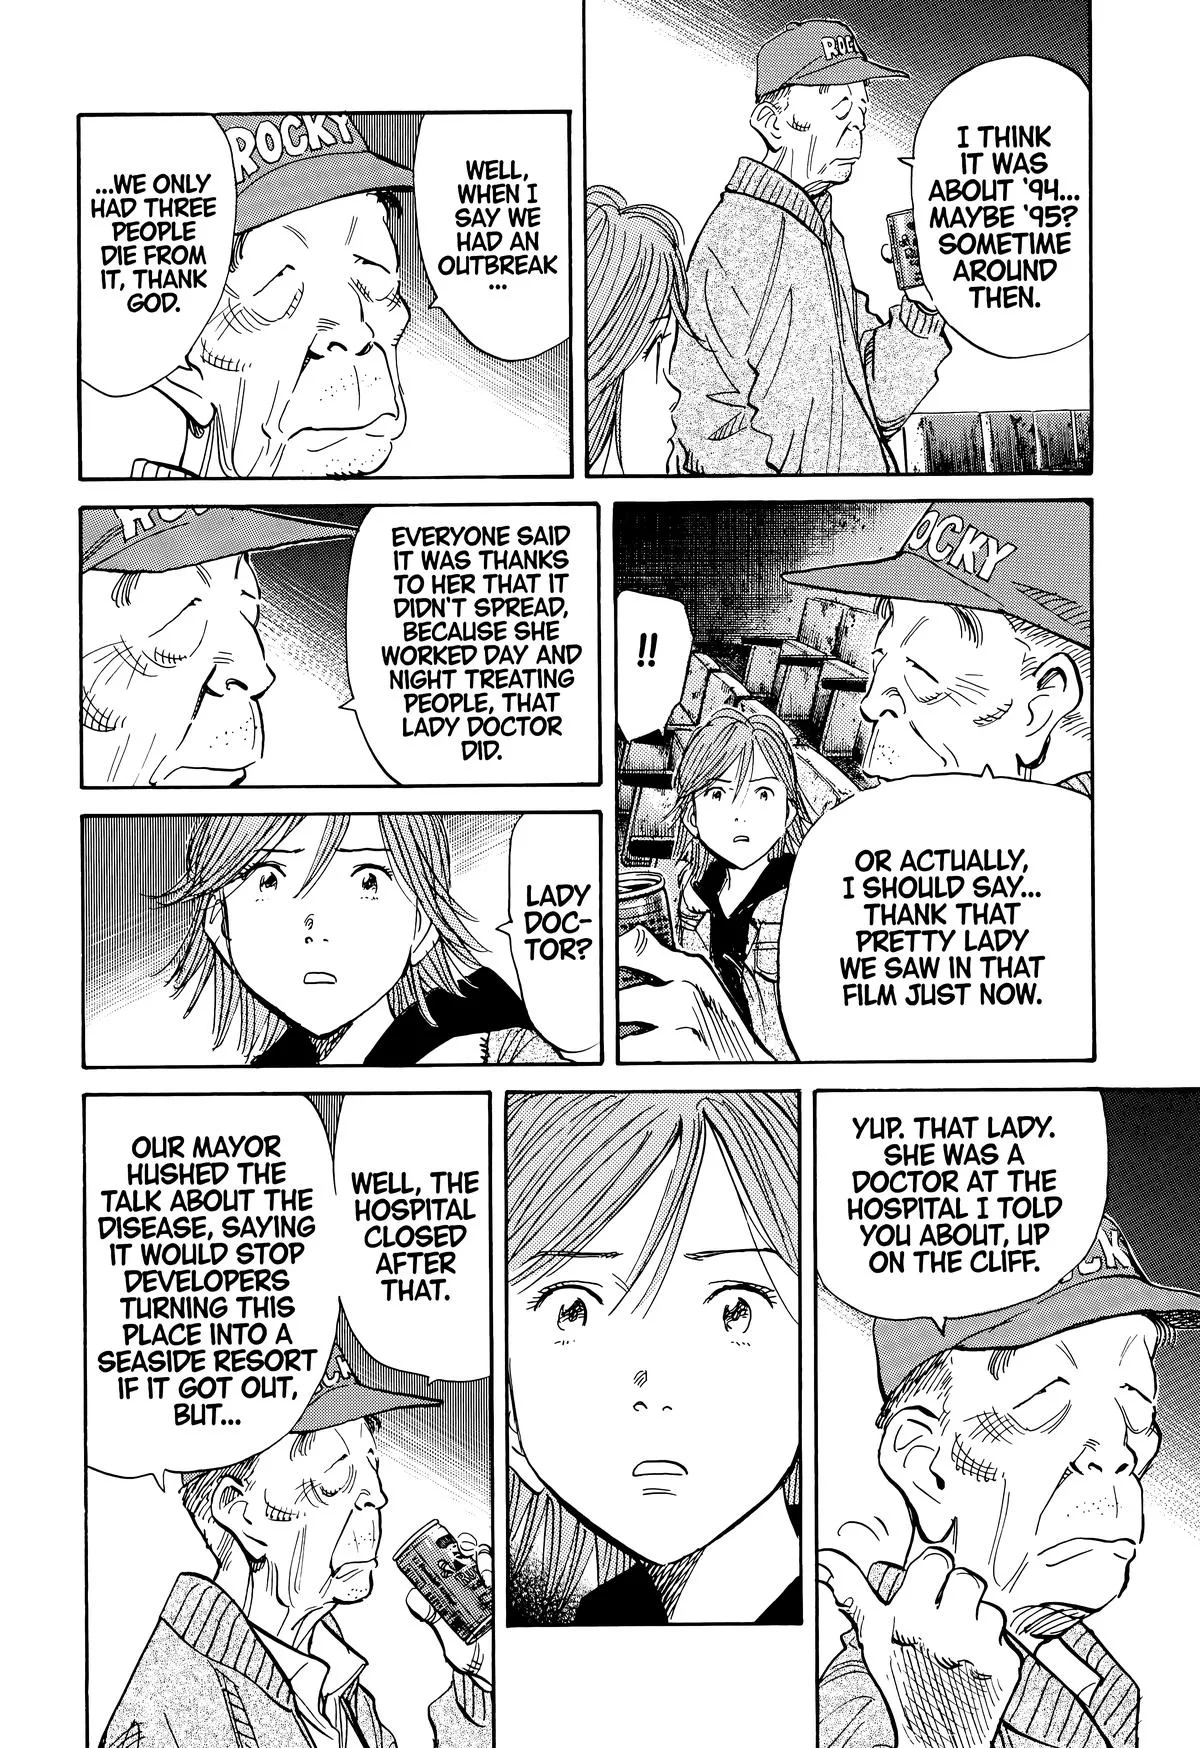 ROCK
I THINK
IT WAS
ABOUT '94...
MAYBE '95?
SOMETIME
AROUND
THEN.
WELL,
WHEN I
SAY WE
HAD AN
OUTBREAK
...
ROCKY
...WE ONLY
HAD THREE
PEOPLE
DIE FROM
IT, THANK
GOD.
ROCKY
!!
OR ACTUALLY,
I SHOULD SAY...
THANK THAT
PRETTY LADY
WE SAW IN THAT
FILM JUST NOW.
EVERYONE SAID
IT WAS THANKS
TO HER THAT IT
DIDN'T SPREAD,
BECAUSE SHE
WORKED DAY AND
NIGHT TREATING
PEOPLE, THAT
LADY DOCTOR
DID.
LADY
DOC-
TOR?
YUP. THAT LADY.
SHE WAS A
DOCTOR AT THE
HOSPITAL I TOLD
YOU ABOUT, UP
ON THE CLIFF.
OCK
WELL, THE
HOSPITAL
CLOSED
AFTER
THAT.
OUR MAYOR
HUSHED THE
TALK ABOUT THE
DISEASE, SAYING
IT WOULD STOP
DEVELOPERS
TURNING THIS
PLACE INTO A
SEASIDE RESORT
IF IT GOT OUT,
BUT...
CK